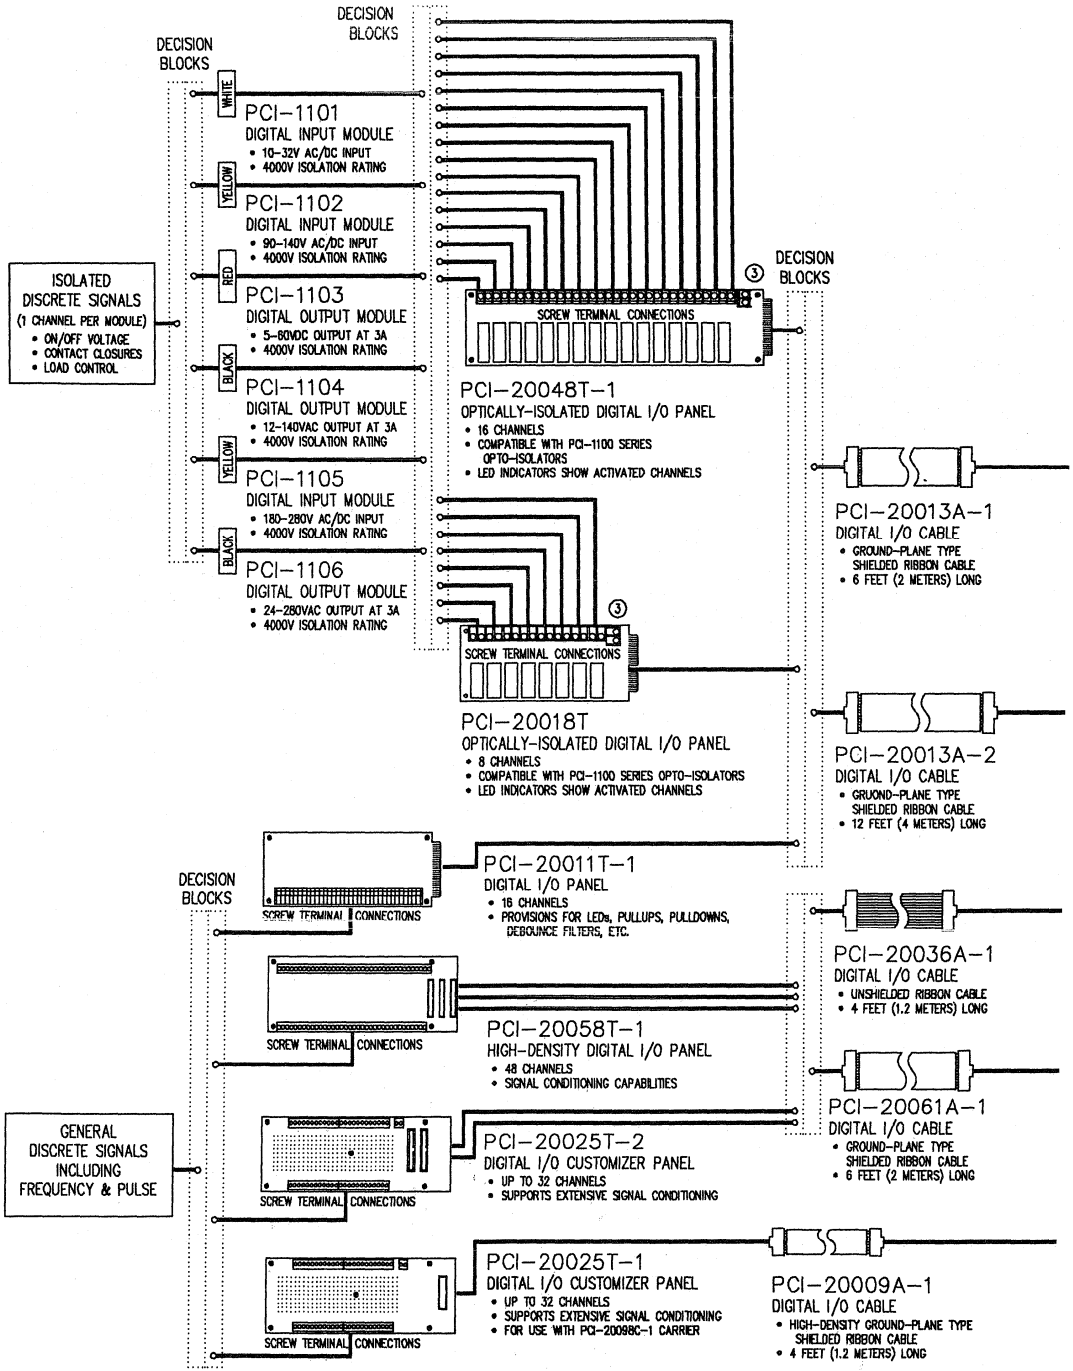 DECISION
BLOCKS
DECISION
BLOCKS
WHITE
PCI-1101
DIGITAL INPUT MODULE
• 10-32V AC/DC INPUT
• 4000V ISOLATION RATING
YELLOW
PCI-1102
DIGITAL INPUT MODULE
• 90-140V AC/DC INPUT
• 4000V ISOLATION RATING
RED
PCI-1103
DIGITAL OUTPUT MODULE
• 5-60VDC OUTPUT AT 3A
• 4000V ISOLATION RATING
BLACK
PCI-1104
DIGITAL OUTPUT MODULE
• 12-140VAC OUTPUT AT 3A
• 4000V ISOLATION RATING
YELLOW
PCI-1105
DIGITAL INPUT MODULE
• 180-280V AC/DC INPUT
• 4000V ISOLATION RATING
BLACK
PCI-1106
DIGITAL OUTPUT MODULE
• 24-280VAC OUTPUT AT 3A
• 4000V ISOLATION RATING
ISOLATED
DISCRETE SIGNALS
(1 CHANNEL PER MODULE)
• ON/OFF VOLTAGE
• CONTACT CLOSURES
• LOAD CONTROL
3
SCREW TERMINAL CONNECTIONS
PCI-20048T-1
OPTICALLY-ISOLATED DIGITAL I/O PANEL
• 16 CHANNELS
• COMPATIBLE WITH PCI-1100 SERIES
OPTO-ISOLATORS
• LED INDICATORS SHOW ACTIVATED CHANNELS
3
SCREW TERMINAL CONNECTIONS
PCI-20018T
OPTICALLY-ISOLATED DIGITAL I/O PANEL
• 8 CHANNELS
• COMPATIBLE WITH PCI-1100 SERIES OPTO-ISOLATORS
• LED INDICATORS SHOW ACTIVATED CHANNELS
DECISION
BLOCKS
PCI-20013A-1
DIGITAL I/O CABLE
• GROUND-PLANE TYPE
SHIELDED RIBBON CABLE
• 6 FEET (2 METERS) LONG
PCI-20013A-2
DIGITAL I/O CABLE
• GRUOND-PLANE TYPE
SHIELDED RIBBON CABLE
• 12 FEET (4 METERS) LONG
DECISION
BLOCKS
SCREW TERMINAL CONNECTIONS
PCI-20011T-1
DIGITAL I/O PANEL
• 16 CHANNELS
• PROVISIONS FOR LEDs, PULLUPS, PULLDOWNS,
DEBOUNCE FILTERS, ETC.
PCI-20036A-1
DIGITAL I/O CABLE
• UNSHIELDED RIBBON CABLE
• 4 FEET (1.2 METERS) LONG
SCREW TERMINAL CONNECTIONS
PCI-20058T-1
HIGH-DENSITY DIGITAL I/O PANEL
• 48 CHANNELS
• SIGNAL CONDITIONING CAPABILITIES
PCI-20061A-1
DIGITAL I/O CABLE
• GROUND-PLANE TYPE
SHIELDED RIBBON CABLE
• 6 FEET (2 METERS) LONG
GENERAL
DISCRETE SIGNALS
INCLUDING
FREQUENCY & PULSE
SCREW TERMINAL CONNECTIONS
PCI-20025T-2
DIGITAL I/O CUSTOMIZER PANEL
• UP TO 32 CHANNELS
• SUPPORTS EXTENSIVE SIGNAL CONDITIONING
SCREW TERMINAL CONNECTIONS
PCI-20025T-1
DIGITAL I/O CUSTOMIZER PANEL
• UP TO 32 CHANNELS
• SUPPORTS EXTENSIVE SIGNAL CONDITIONING
• FOR USE WITH PCI-20098C-1 CARRIER
PCI-20009A-1
DIGITAL I/O CABLE
• HIGH-DENSITY GROUND-PLANE TYPE
SHIELDED RIBBON CABLE
• 4 FEET (1.2 METERS) LONG